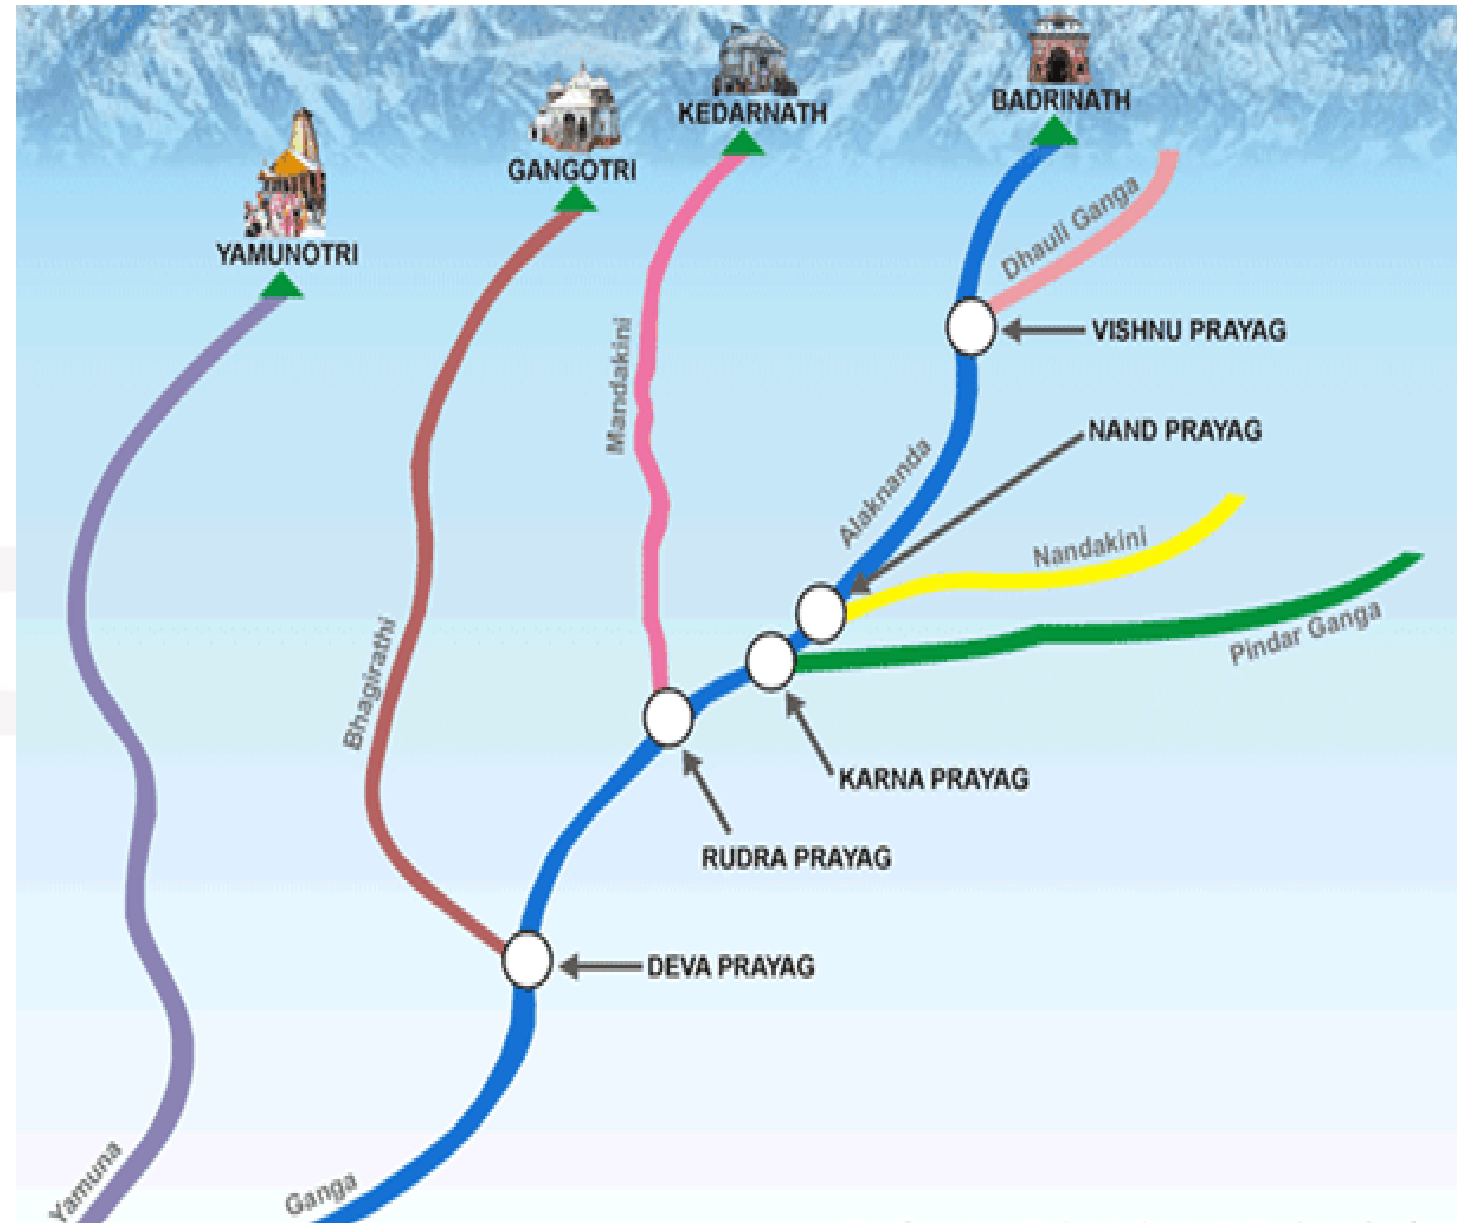 BADRINATH
KEDARNATH
GANGOTRI
YAMUNOTRI
Dhauli Ganga
VISHNU PRAYAG
Mandakini
NAND PRAYAG
Alaknanda
Nandakini
Pindar Ganga
Bhagirathi
KARNA PRAYAG
RUDRA PRAYAG
DEVA PRAYAG
Yamuna
Ganga